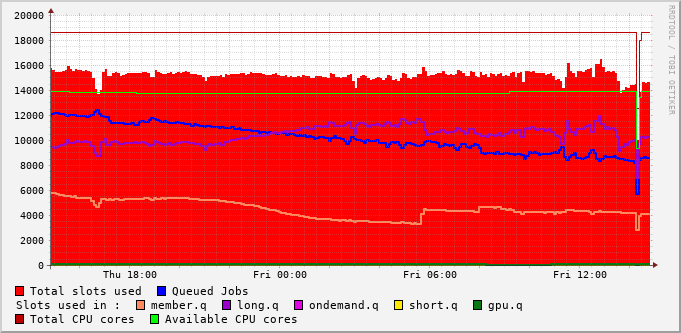 20000
18000
16000
14000
12000
10000
8000
6000
4000
2000
0
Thu 18:00 Fri 00:00 Fri 06:00 Fri 12:00
Total slots used Queued Jobs
Slots used in : member.q long.q ondemand.q short.q gpu.q
Total CPU cores Available CPU cores
RRDTOOL / TOBI OETIKER